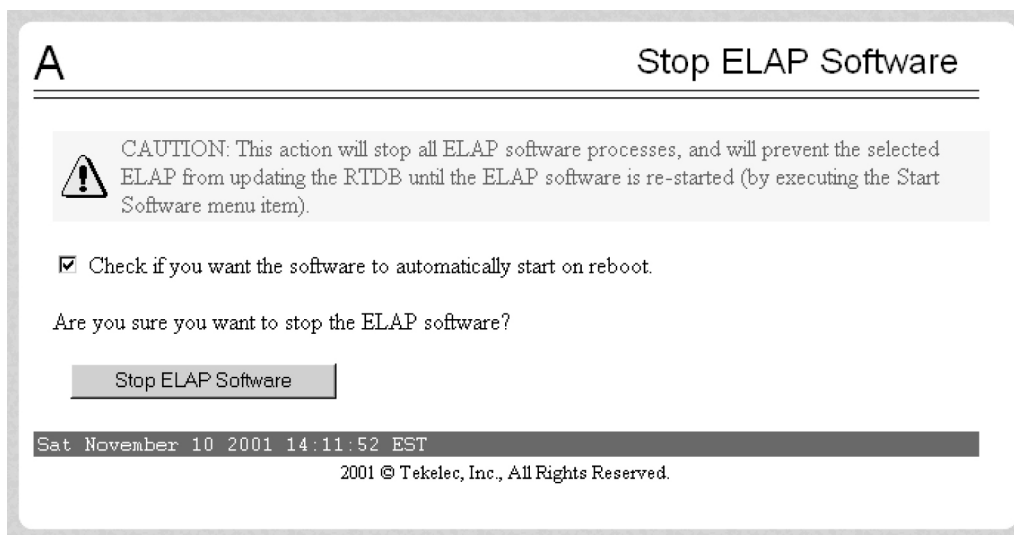 A
Stop ELAP Software
CAUTION: This action will stop all ELAP software processes, and will prevent the selected
ELAP from updating the RTDB until the ELAP software is re-started (by executing the Start
Software menu item).
Check if you want the software to automatically start on reboot.
Are you sure you want to stop the ELAP software?
Stop ELAP Software
Sat November 10 2001 14:11:52 EST
2001 © Tekelec, Inc., All Rights Reserved.